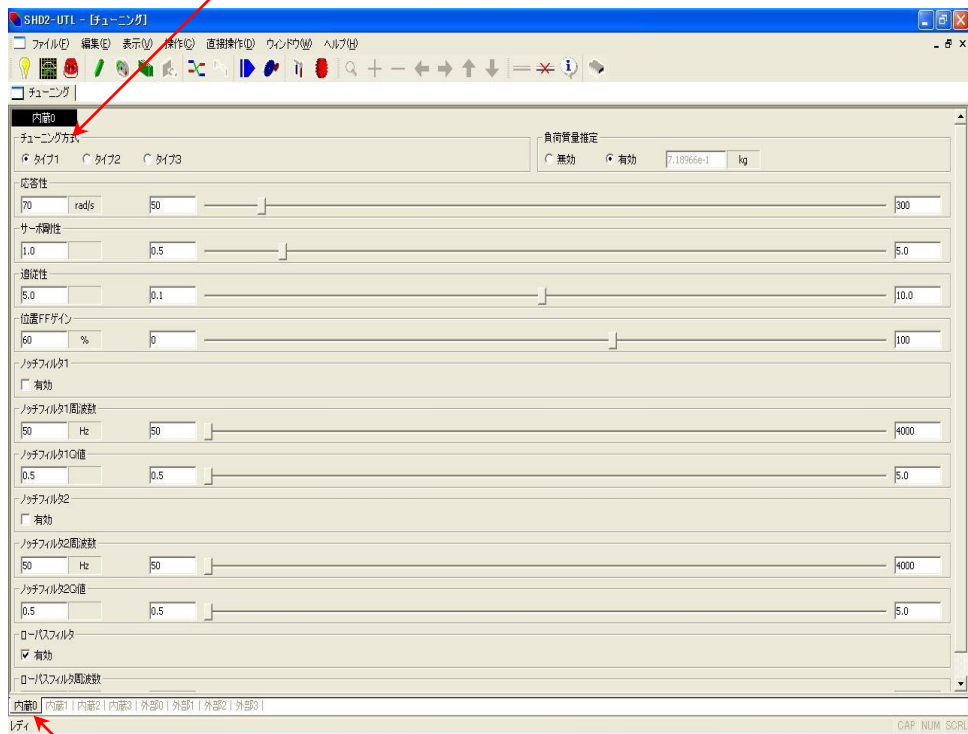 SHD2-UTL - [チューニング]
ファイル(F) 編集(E) 表示(V) 操作(C) 直接操作(D) ウィンドウ(W) ヘルプ(H)
チューニング
内蔵0
チューニング方式
タイプ1 タイプ2 タイプ3
負荷質量推定
無効 有効 7.18966e-1 kg
応答性
70 rad/s 50 300
サーボ剛性
1.0 0.5 5.0
追従性
5.0 0.1 10.0
位置FFゲイン
60 % 0 100
ノッチフィルタ1
有効
ノッチフィルタ1周波数
50 Hz 50 4000
ノッチフィルタ1Q値
0.5 0.5 5.0
ノッチフィルタ2
有効
ノッチフィルタ2周波数
50 Hz 50 4000
ノッチフィルタ2Q値
0.5 0.5 5.0
ローパスフィルタ
有効
ローパスフィルタ周波数
内蔵0 | 内蔵1 | 内蔵2 | 内蔵3 | 外部0 | 外部1 | 外部2 | 外部3 |
レディ CAP NUM SCRL